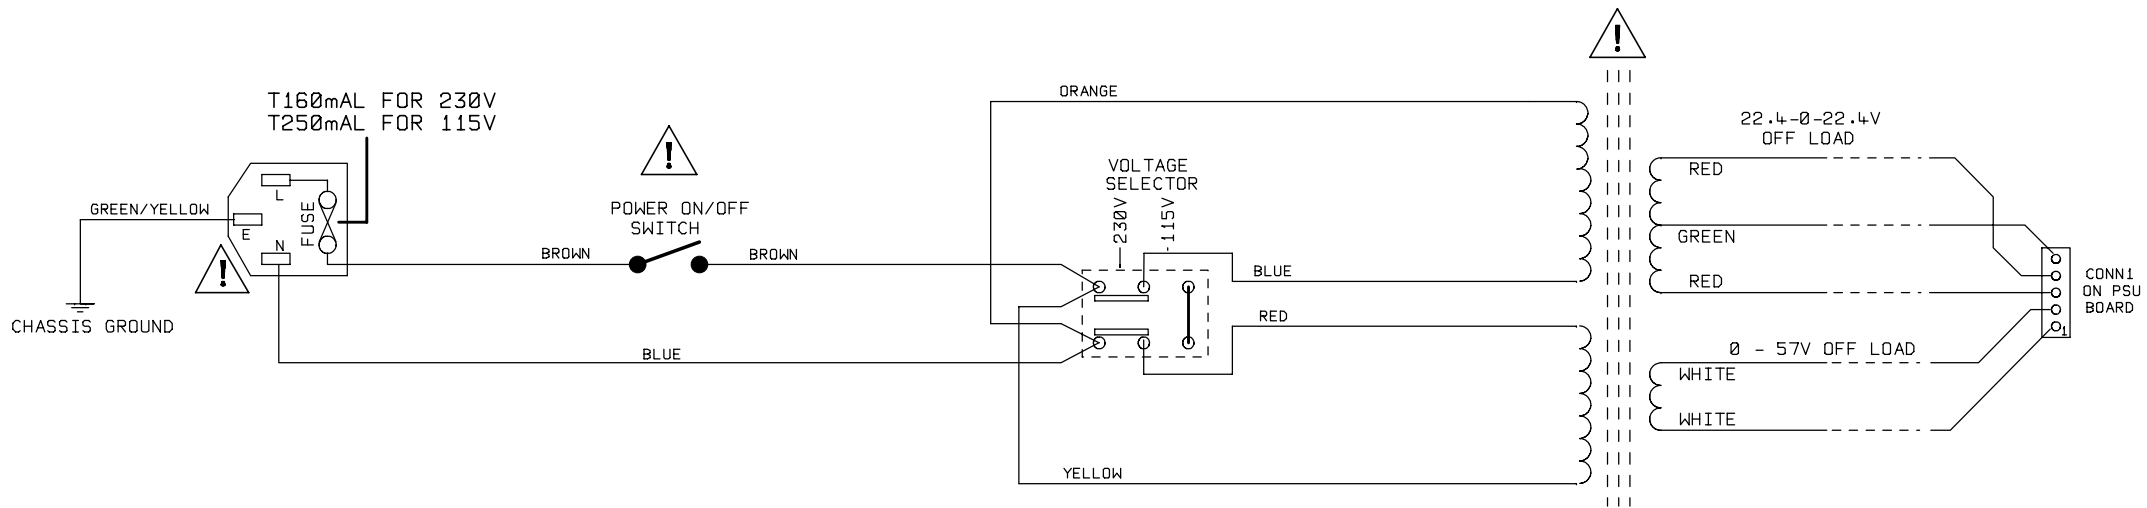 T160mAL FOR 230V
T250mAL FOR 115V
L
FUSE
GREEN/YELLOW
E
N
CHASSIS GROUND
!
!
POWER ON/OFF
SWITCH
BROWN
BROWN
BLUE
ORANGE
VOLTAGE
SELECTOR
230V
115V
BLUE
RED
YELLOW
!
22.4-0-22.4V
OFF LOAD
RED
GREEN
RED
0 - 57V OFF LOAD
WHITE
WHITE
1
CONN1
ON PSU
BOARD